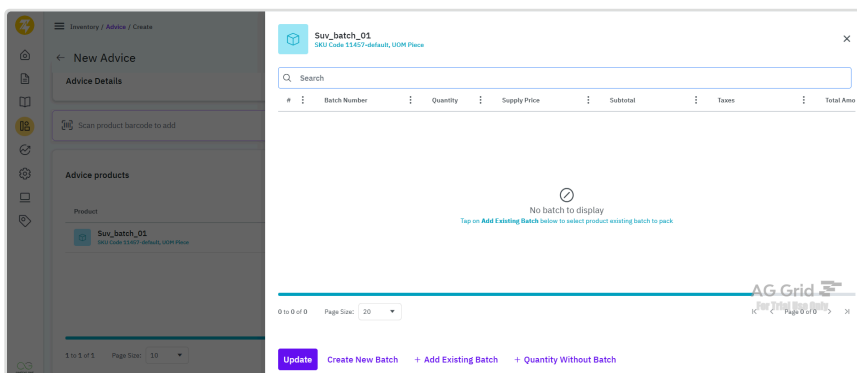 Inventory / Advice / Create
← New Advice
Advice Details
Scan product barcode to add
Advice products
Product
Suv_batch_01
SKU Code 11457-default, UOM Piece
1 to 1 of 1 Page Size: 10
Suv_batch_01
SKU Code 11457-default, UOM Piece
Search
# Batch Number Quantity Supply Price Subtotal Taxes Total Amo
No batch to display
Tap on Add Existing Batch below to select product existing batch to pack
AG Grid
For Trial Use Only
0 to 0 of 0 Page Size: 20 Page 0 of 0
Update Create New Batch + Add Existing Batch + Quantity Without Batch